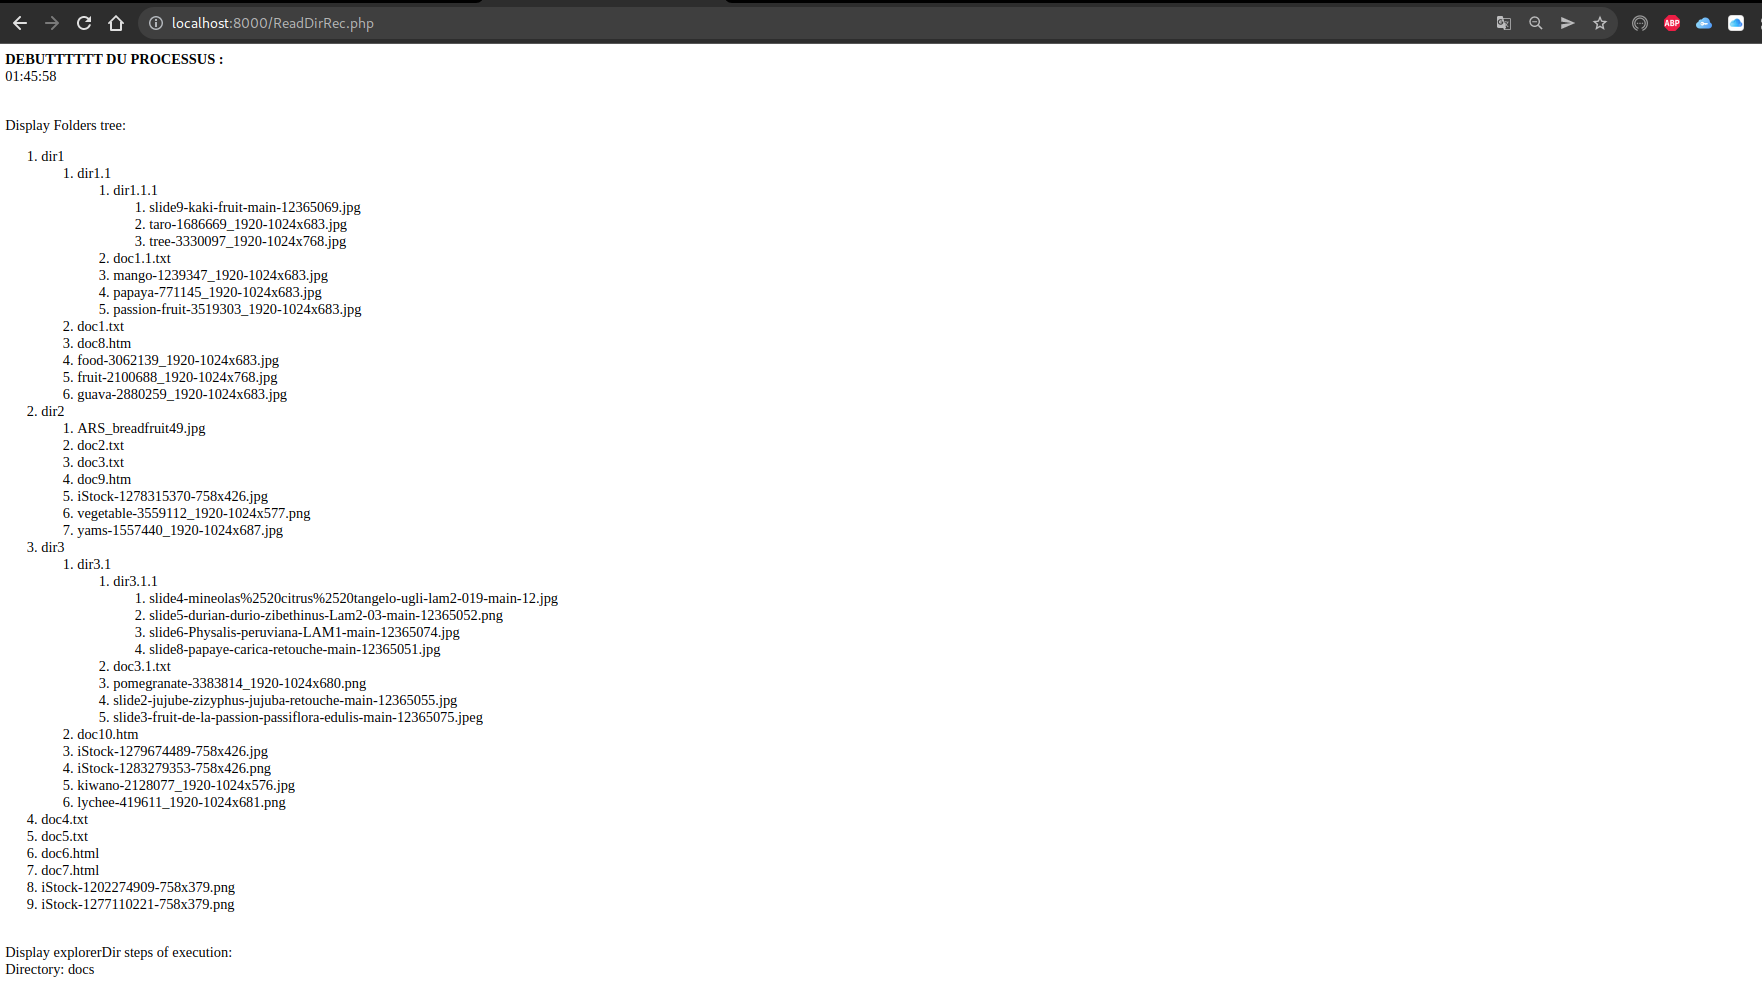 localhost:8000/ReadDirRec.php
ABP
DEBUTTTTTT DU PROCESSUS :
01:45:58
Display Folders tree:
1. dir1
1. dir1.1
1. dir1.1.1
1. slide9-kaki-fruit-main-12365069.jpg
2. taro-1686669_1920-1024x683.jpg
3. tree-3330097_1920-1024x768.jpg
2. doc1.1.txt
3. mango-1239347_1920-1024x683.jpg
4. papaya-771145_1920-1024x683.jpg
5. passion-fruit-3519303_1920-1024x683.jpg
2. doc1.txt
3. doc8.htm
4. food-3062139_1920-1024x683.jpg
5. fruit-2100688_1920-1024x768.jpg
6. guava-2880259_1920-1024x683.jpg
2. dir2
1. ARS_breadfruit49.jpg
2. doc2.txt
3. doc3.txt
4. doc9.htm
5. iStock-1278315370-758x426.jpg
6. vegetable-3559112_1920-1024x577.png
7. yams-1557440_1920-1024x687.jpg
3. dir3
1. dir3.1
1. dir3.1.1
1. slide4-mineolas%2520citrus%2520tangelo-ugli-lam2-019-main-12.jpg
2. slide5-durian-durio-zibethinus-Lam2-03-main-12365052.png
3. slide6-Physalis-peruviana-LAM1-main-12365074.jpg
4. slide8-papaye-carica-retouche-main-12365051.jpg
2. doc3.1.txt
3. pomegranate-3383814_1920-1024x680.png
4. slide2-jujube-zizyphus-jujuba-retouche-main-12365055.jpg
5. slide3-fruit-de-la-passion-passiflora-edulis-main-12365075.jpeg
2. doc10.htm
3. iStock-1279674489-758x426.jpg
4. iStock-1283279353-758x426.png
5. kiwano-2128077_1920-1024x576.jpg
6. lychee-419611_1920-1024x681.png
4. doc4.txt
5. doc5.txt
6. doc6.html
7. doc7.html
8. iStock-1202274909-758x379.png
9. iStock-1277110221-758x379.png
Display explorerDir steps of execution:
Directory: docs